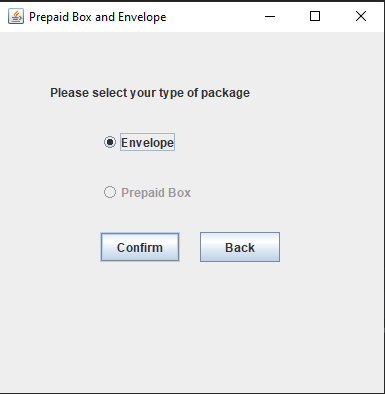 Prepaid Box and Envelope
Please select your type of package
Envelope
Prepaid Box
Confirm Back